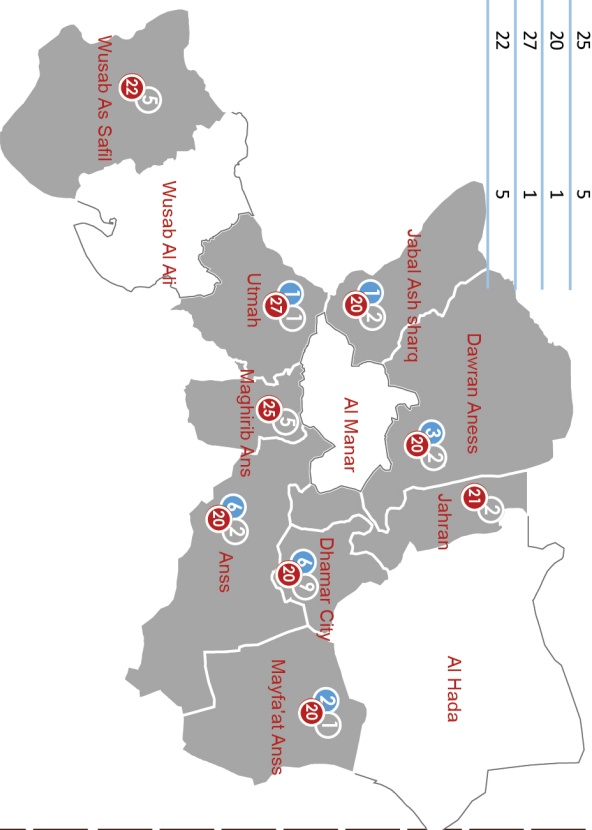 25 5
20 1
27 1
22 5
Dawran Aness
3 2
20
2
21
Jahran
Al Hada
Jabal Ash sharq
1 2
20
Al Manar
Dhamar City
6 9
20
2 1
20
Mayfa'at Anss
1 1
27
Utmah
5
25
Maghirib Ans
6 2
20
Anss
Wusab Al Ali
5
22
Wusab As Safil